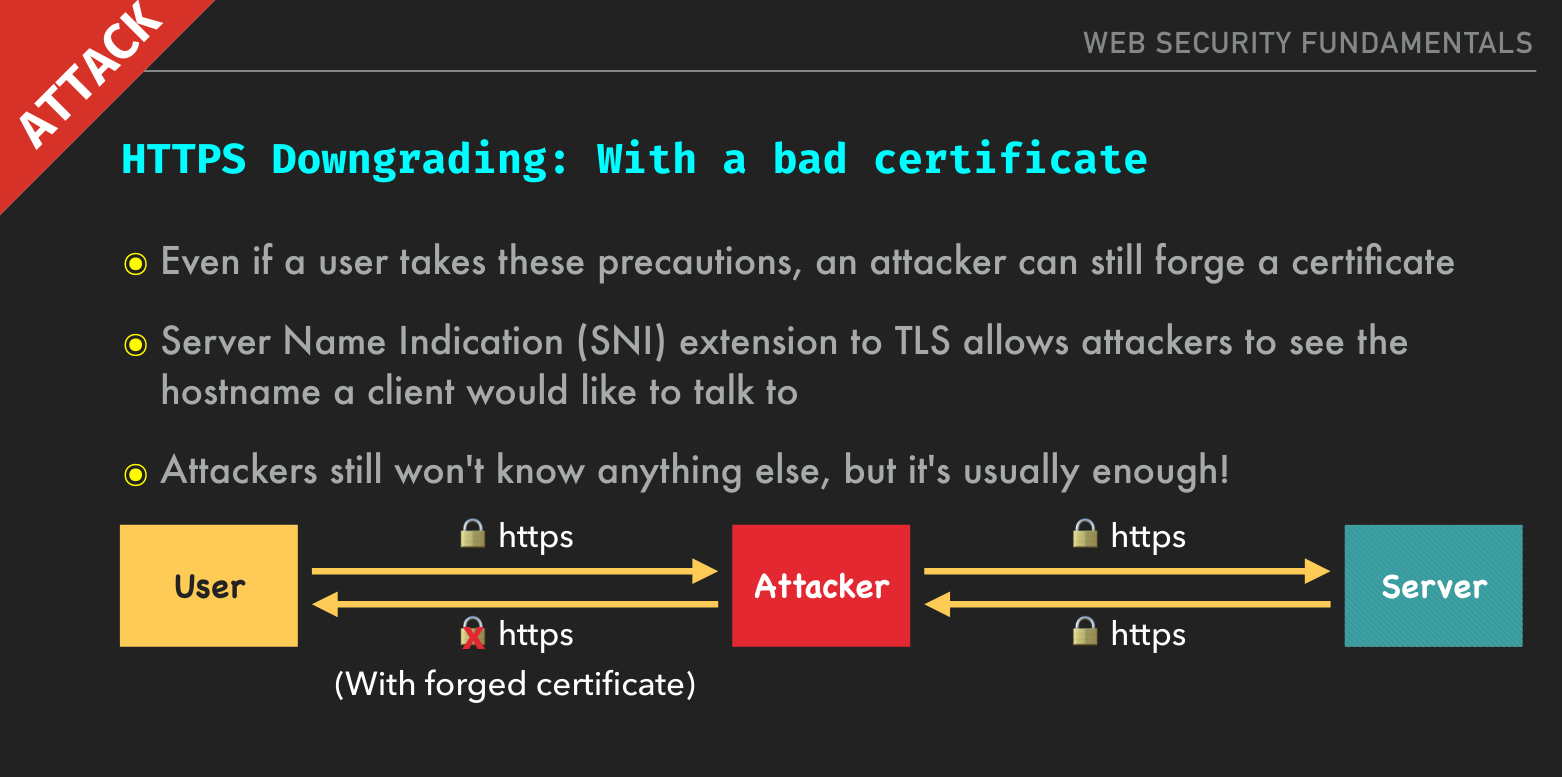 ATTACK
WEB SECURITY FUNDAMENTALS
HTTPS Downgrading: With a bad certificate
Even if a user takes these precautions, an attacker can still forge a certificate
Server Name Indication (SNI) extension to TLS allows attackers to see the
hostname a client would like to talk to
Attackers still won't know anything else, but it's usually enough!
https
https
User
Attacker
Server
https
https
(With forged certificate)